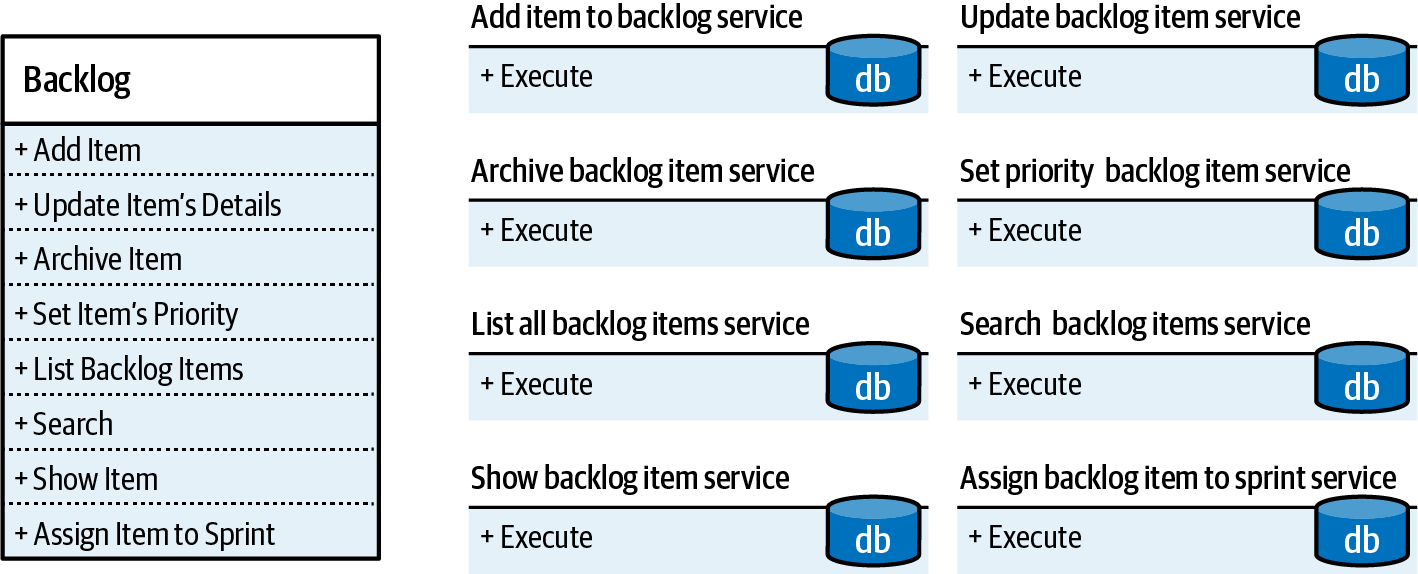 Backlog
+ Add Item
+ Update Item's Details
+ Archive Item
+ Set Item's Priority
+ List Backlog Items
+ Search
+ Show Item
+ Assign Item to Sprint
Add item to backlog service
+ Execute
db
Update backlog item service
+ Execute
db
Archive backlog item service
+ Execute
db
Set priority backlog item service
+ Execute
db
List all backlog items service
+ Execute
db
Search backlog items service
+ Execute
db
Show backlog item service
+ Execute
db
Assign backlog item to sprint service
+ Execute
db